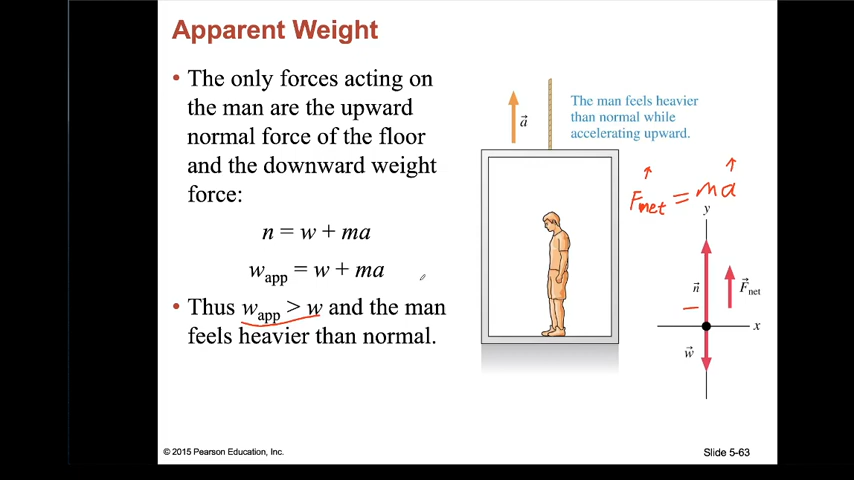 Apparent Weight
• The only forces acting on
the man are the upward
normal force of the floor
and the downward weight
force:
n = w + ma
w_app = w + ma
• Thus w_app > w and the man
feels heavier than normal.
a⃗
The man feels heavier
than normal while
accelerating upward.
F_net = ma
y
n⃗
F⃗_net
x
w⃗
© 2015 Pearson Education, Inc.
Slide 5-63